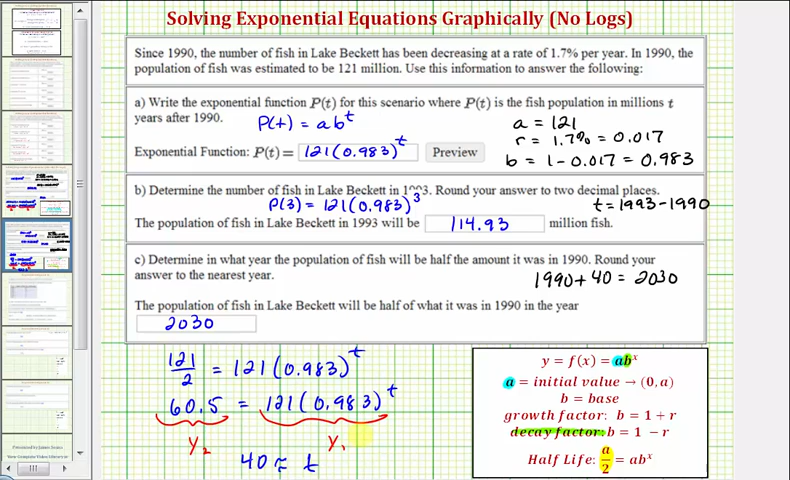 Solving Exponential Equations Graphically (No Logs)
Since 1990, the number of fish in Lake Beckett has been decreasing at a rate of 1.7% per year. In 1990, the
population of fish was estimated to be 121 million. Use this information to answer the following:
a) Write the exponential function P(t) for this scenario where P(t) is the fish population in millions t
years after 1990.
P(t) = ab^t
a = 121
r = 1.7% = 0.017
b = 1 - 0.017 = 0.983
Exponential Function: P(t) = 121(0.983)^t Preview
b) Determine the number of fish in Lake Beckett in 1993. Round your answer to two decimal places.
P(3) = 121(0.983)^3
t = 1993 - 1990
The population of fish in Lake Beckett in 1993 will be 114.93 million fish.
c) Determine in what year the population of fish will be half the amount it was in 1990. Round your
answer to the nearest year.
1990 + 40 = 2030
The population of fish in Lake Beckett will be half of what it was in 1990 in the year
2030
121/2 = 121(0.983)^t
60.5 = 121(0.983)^t
Y₂ Y₁
40 ≈ t
y = f(x) = ab^x
a = initial value → (0, a)
b = base
growth factor: b = 1 + r
decay factor: b = 1 − r
Half Life: a/2 = ab^x